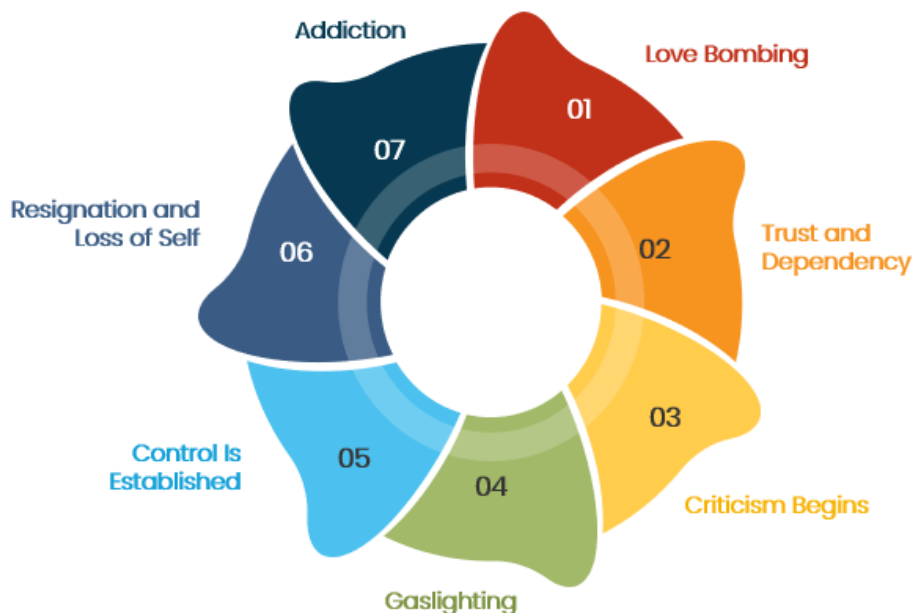 01
Love Bombing
02
Trust and
Dependency
03
Criticism Begins
04
Gaslighting
05
Control Is
Established
06
Resignation and
Loss of Self
07
Addiction